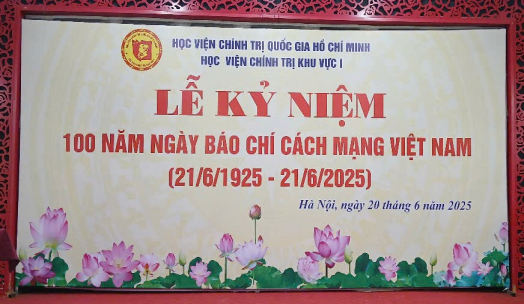 HỌC VIỆN CHÍNH TRỊ QUỐC GIA HỒ CHÍ MINH
HỌC VIỆN CHÍNH TRỊ KHU VỰC I
LỄ KỶ NIỆM
100 NĂM NGÀY BÁO CHÍ CÁCH MẠNG VIỆT NAM
(21/6/1925 - 21/6/2025)
Hà Nội, ngày 20 tháng 6 năm 2025